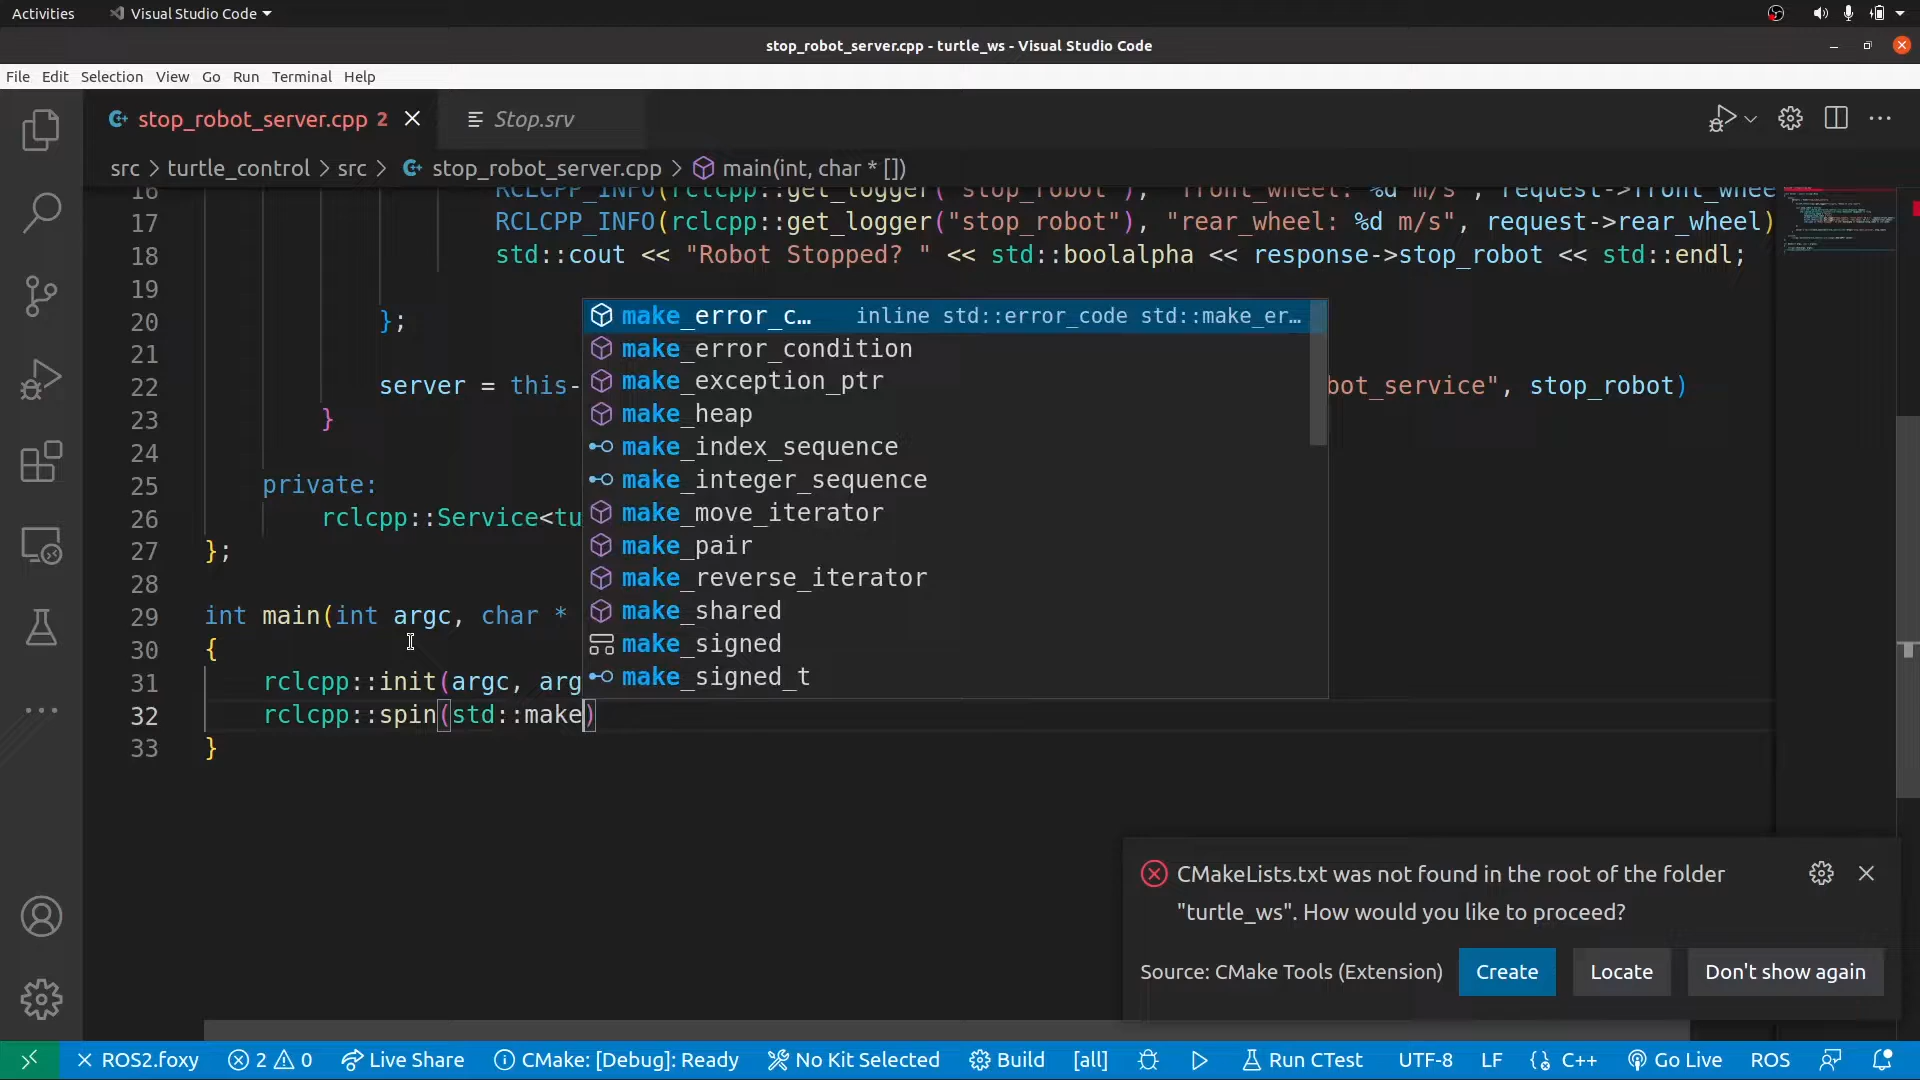 Activities Visual Studio Code
stop_robot_server.cpp - turtle_ws - Visual Studio Code
File Edit Selection View Go Run Terminal Help
stop_robot_server.cpp 2 Stop.srv
src > turtle_control > src > stop_robot_server.cpp > main(int, char * [])
16 RCLCPP_INFO(rclcpp::get_logger("stop_robot"), "front_wheel: %d m/s", request->front_whee
17 RCLCPP_INFO(rclcpp::get_logger("stop_robot"), "rear_wheel: %d m/s", request->rear_wheel)
18 std::cout << "Robot Stopped? " << std::boolalpha << response->stop_robot << std::endl;
19
20 };
21
22 server = this- bot_service", stop_robot)
23 }
24
25 private:
26 rclcpp::Service<tu
27 };
28
29 int main(int argc, char *
30 {
31 rclcpp::init(argc, arg
32 rclcpp::spin(std::make)
33 }
make_error_c… inline std::error_code std::make_er…
make_error_condition
make_exception_ptr
make_heap
make_index_sequence
make_integer_sequence
make_move_iterator
make_pair
make_reverse_iterator
make_shared
make_signed
make_signed_t
CMakeLists.txt was not found in the root of the folder
"turtle_ws". How would you like to proceed?
Source: CMake Tools (Extension) Create Locate Don't show again
ROS2.foxy 2 0 Live Share CMake: [Debug]: Ready No Kit Selected Build [all] Run CTest UTF-8 LF C++ Go Live ROS